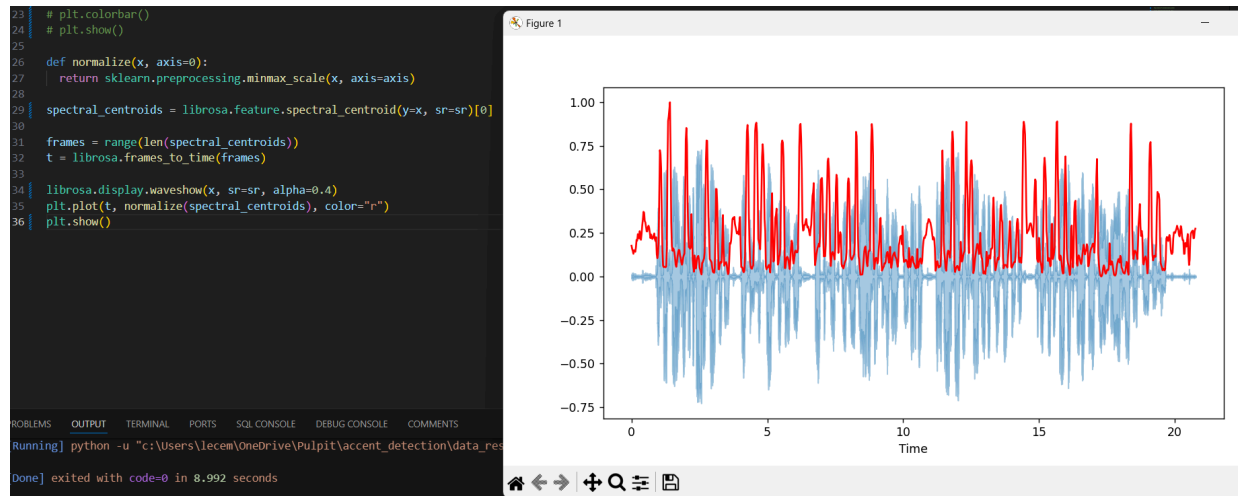 23 # plt.colorbar()
24 # plt.show()
25
26 def normalize(x, axis=0):
27 return sklearn.preprocessing.minmax_scale(x, axis=axis)
28
29 spectral_centroids = librosa.feature.spectral_centroid(y=x, sr=sr)[0]
30
31 frames = range(len(spectral_centroids))
32 t = librosa.frames_to_time(frames)
33
34 librosa.display.waveshow(x, sr=sr, alpha=0.4)
35 plt.plot(t, normalize(spectral_centroids), color="r")
36 plt.show()
PROBLEMS OUTPUT TERMINAL PORTS SQL CONSOLE DEBUG CONSOLE COMMENTS
[Running] python -u "c:\Users\lecem\OneDrive\Pulpit\accent_detection\data_res
[Done] exited with code=0 in 8.992 seconds
Figure 1
1.00
0.75
0.50
0.25
0.00
−0.25
−0.50
−0.75
0 5 10 15 20
Time